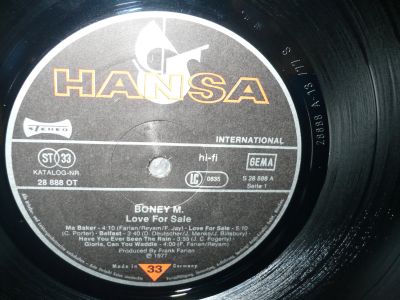 HANSA
STEREO
INTERNATIONAL
ST 33
hi-fi
LC 0835
GEMA
KATALOG-NR.
28 888 OT
S 28 888 A
Seite 1
BONEY M.
Love For Sale
Ma Baker - 4:10 (Farian/Reyam/F. Jay) - Love For Sale - 5:10
(C. Porter) - Belfast - 3:40 (D. Deutscher/J. Menke/J. Billsbury)
Have You Ever Seen The Rain - 3:55 (J. C. Fogerty)
Gloria, Can You Waddle - 4:00 (F. Farian/Reyam)
Produced by Frank Farian
℗ 1977
Made in 33 Germany
28888 A